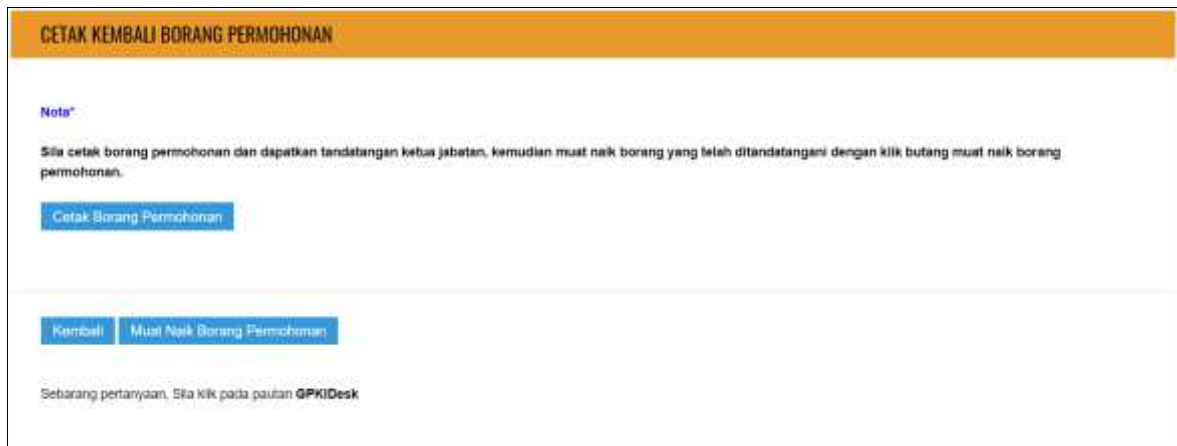 CETAK KEMBALI BORANG PERMOHONAN
Nota*
Sila cetak borang permohonan dan dapatkan tandatangan ketua jabatan, kemudian muat naik borang yang telah ditandatangani dengan klik butang muat naik borang
permohonan.
Cetak Borang Permohonan
Kembali Muat Naik Borang Permohonan
Sebarang pertanyaan, Sila klik pada pautan GPKIDesk